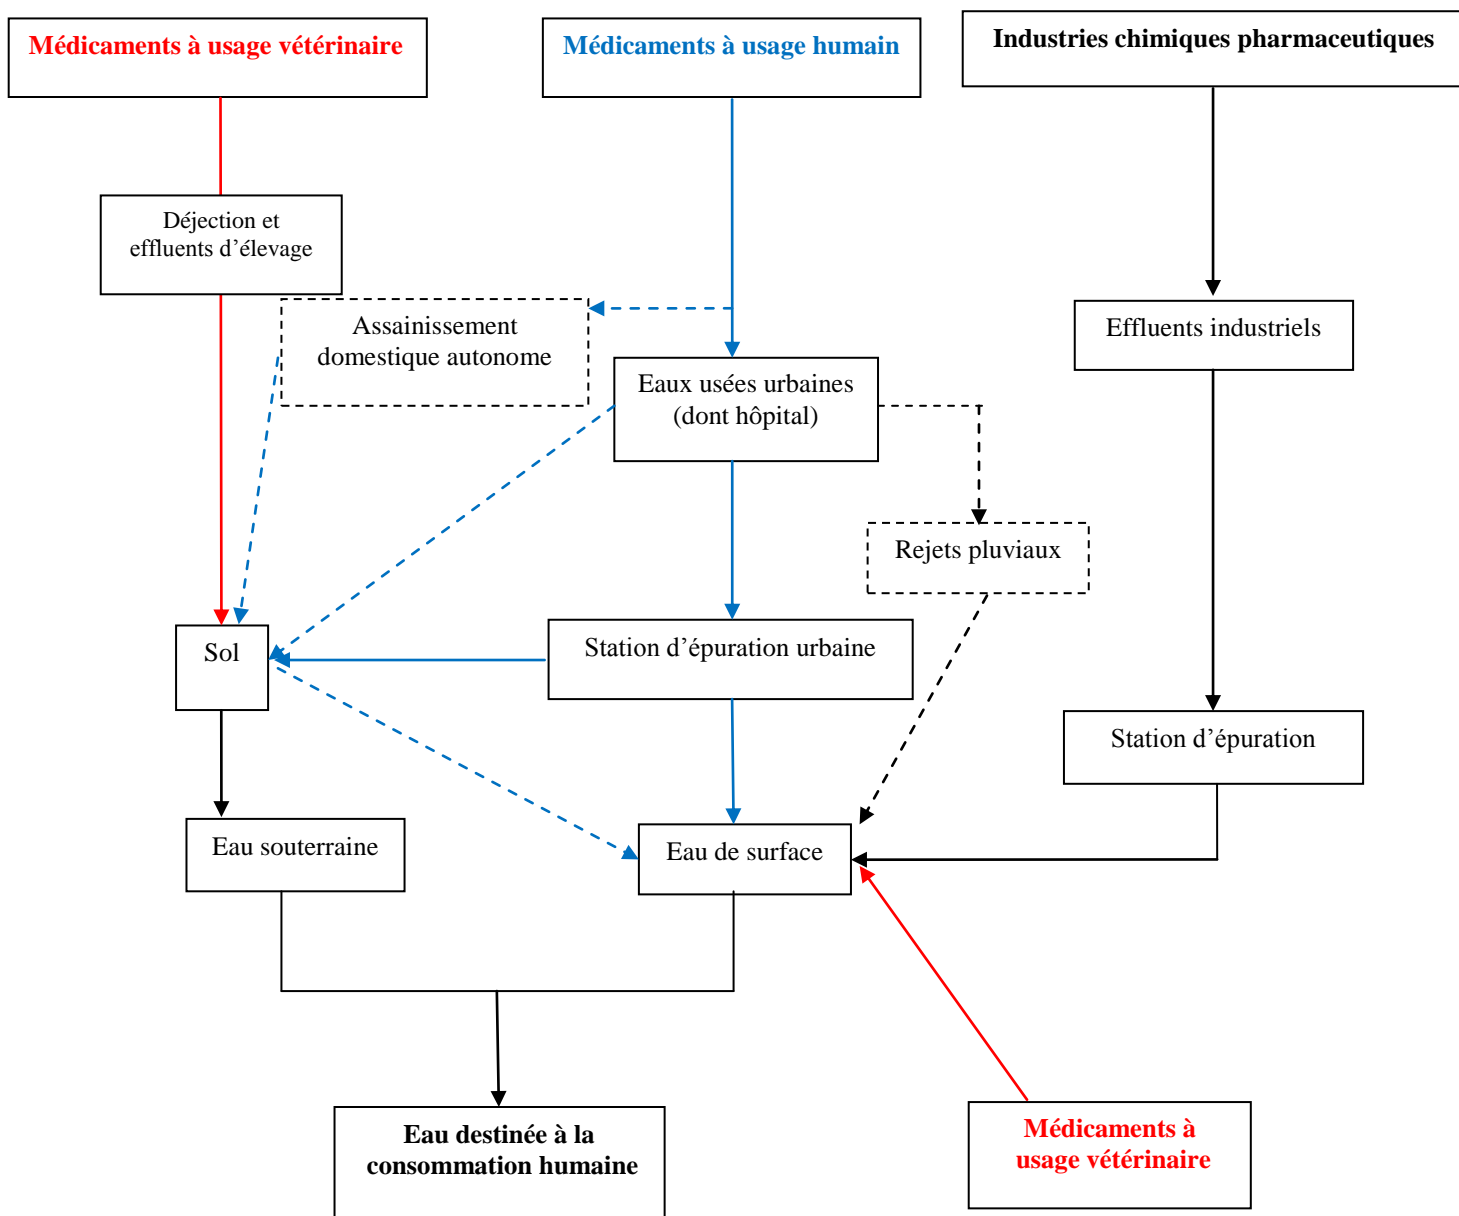 Médicaments à usage vétérinaire
Médicaments à usage humain
Industries chimiques pharmaceutiques
Déjection et
effluents d’élevage
Assainissement
domestique autonome
Effluents industriels
Eaux usées urbaines
(dont hôpital)
Rejets pluviaux
Sol
Station d’épuration urbaine
Station d’épuration
Eau souterraine
Eau de surface
Eau destinée à la
consommation humaine
Médicaments à
usage vétérinaire